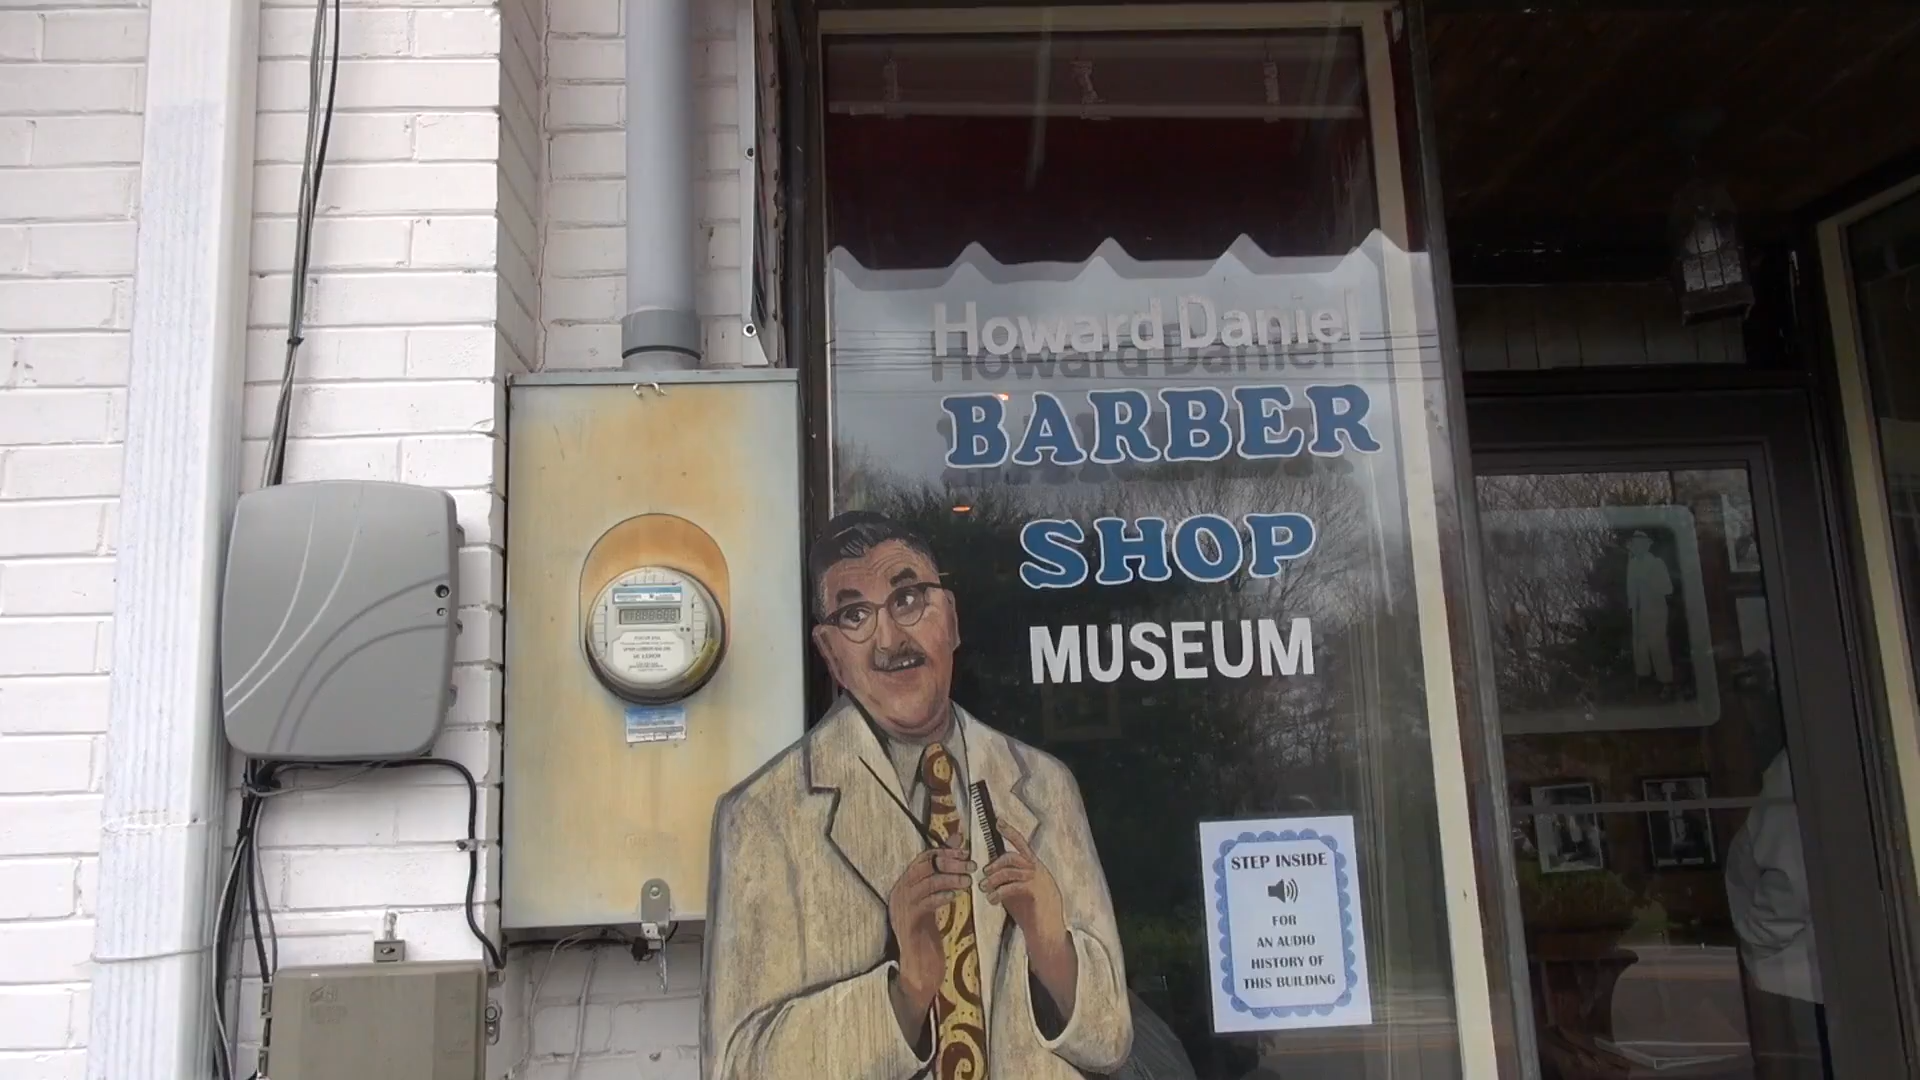 Howard Daniel
BARBER
SHOP
MUSEUM
STEP INSIDE
FOR
AN AUDIO
HISTORY OF
THIS BUILDING